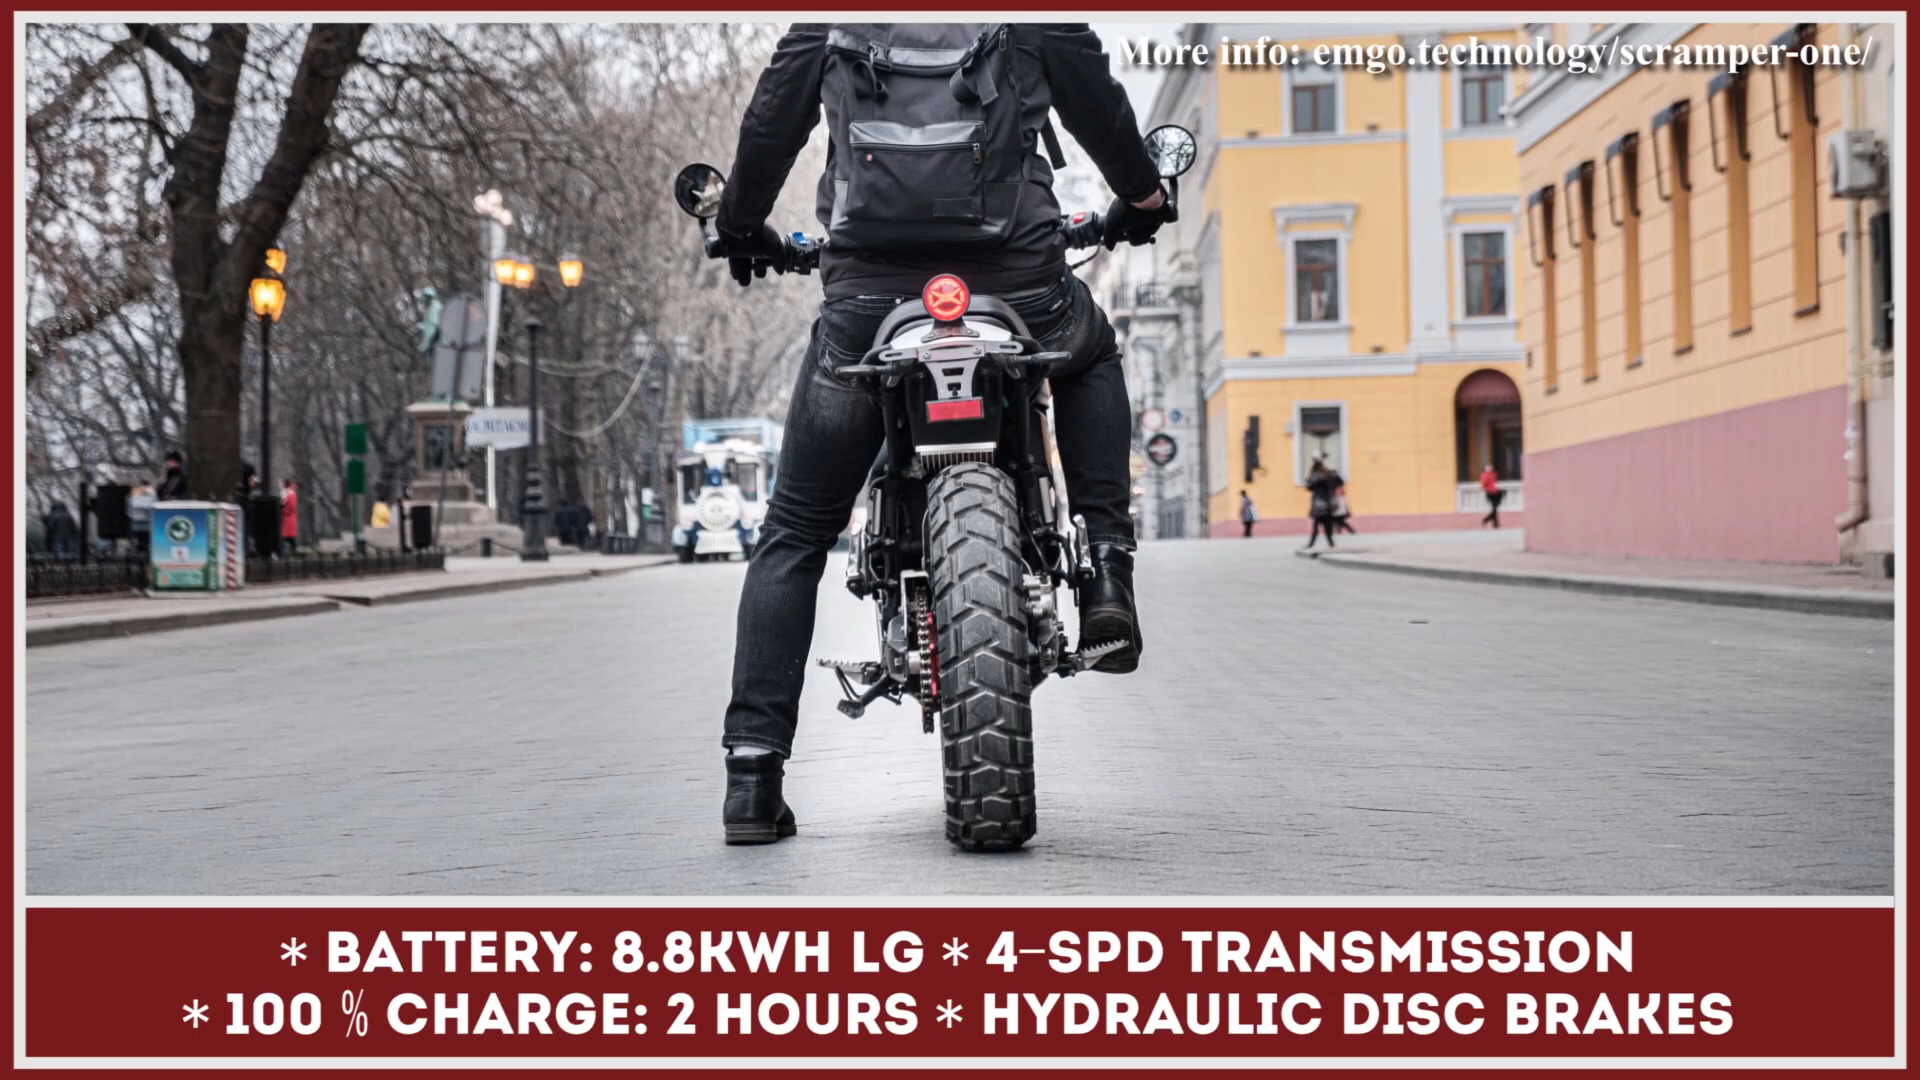 More info: emgo.technology/scramper-one/
* BATTERY: 8.8KWH LG * 4-SPD TRANSMISSION
* 100 % CHARGE: 2 HOURS * HYDRAULIC DISC BRAKES